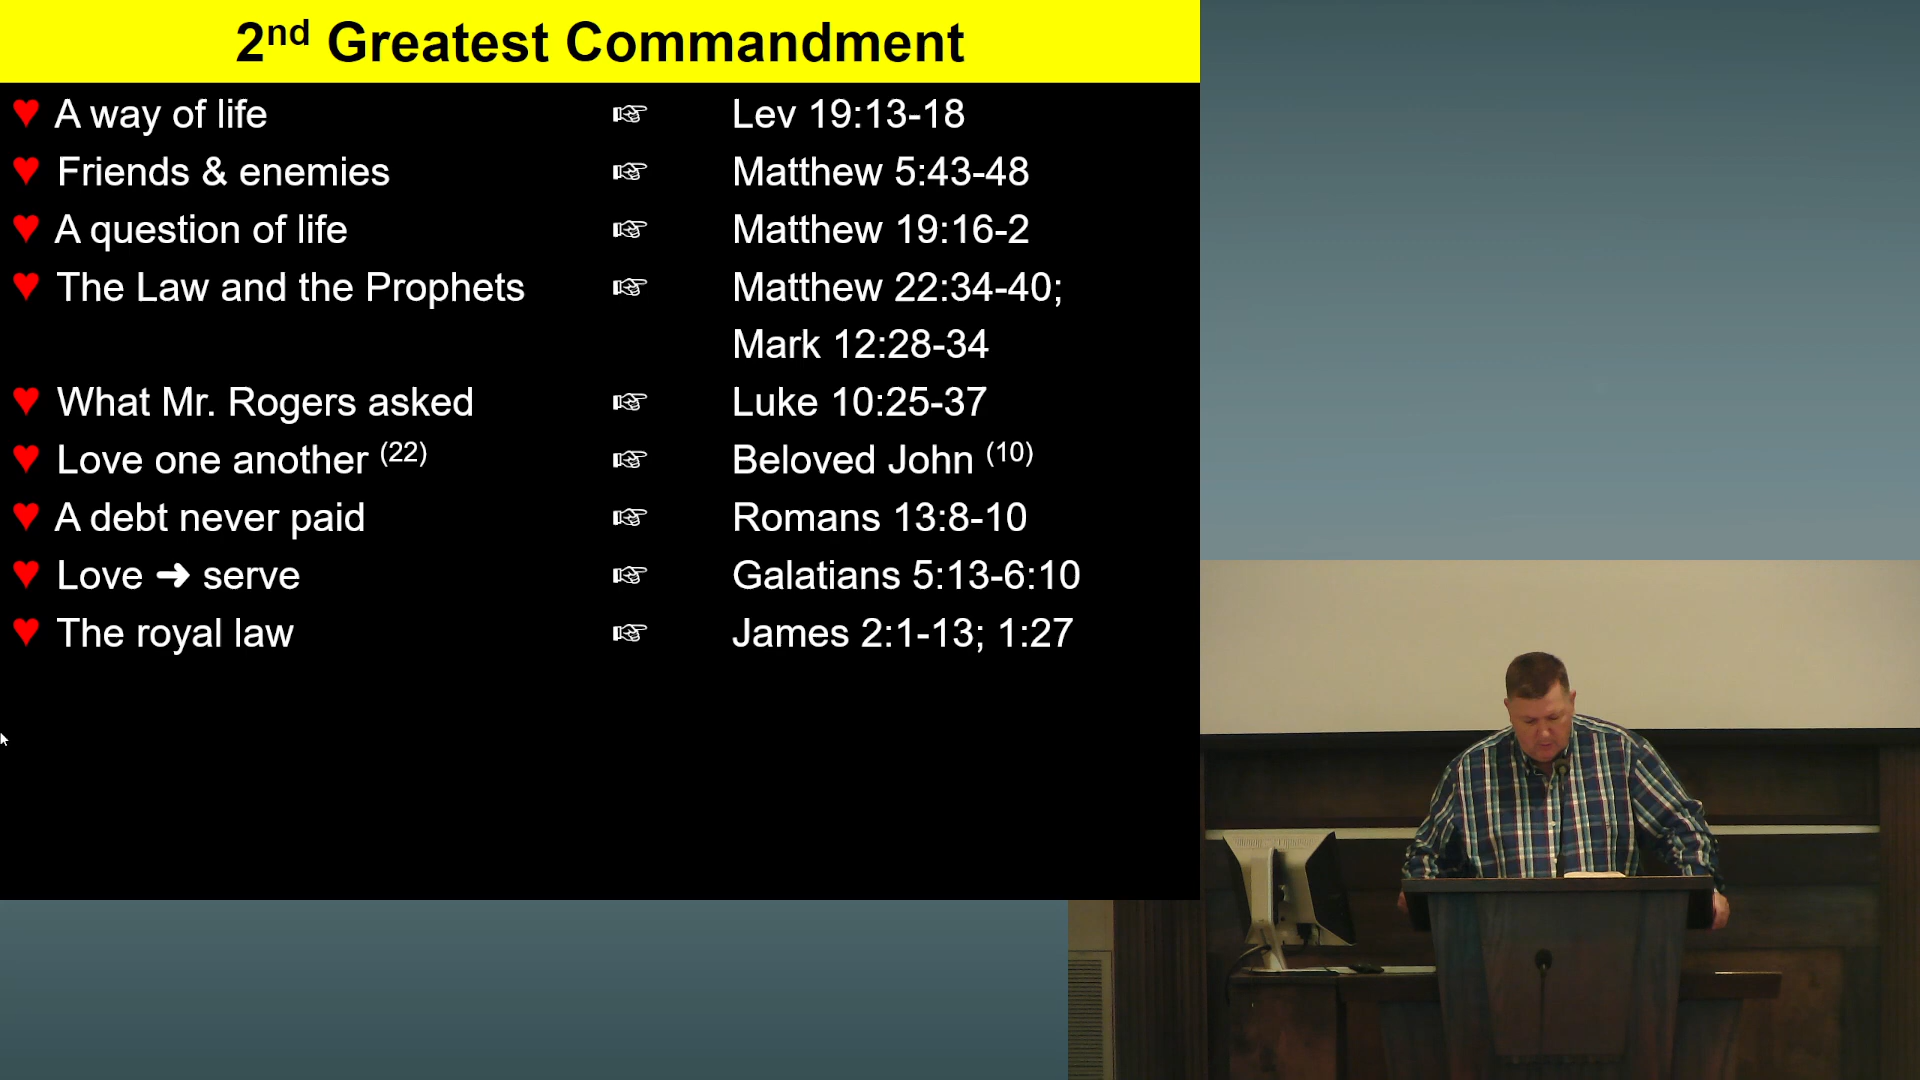 2nd Greatest Commandment
♥ A way of life ☞ Lev 19:13-18
♥ Friends & enemies ☞ Matthew 5:43-48
♥ A question of life ☞ Matthew 19:16-2
♥ The Law and the Prophets ☞ Matthew 22:34-40;
Mark 12:28-34
♥ What Mr. Rogers asked ☞ Luke 10:25-37
♥ Love one another (22) ☞ Beloved John (10)
♥ A debt never paid ☞ Romans 13:8-10
♥ Love ➜ serve ☞ Galatians 5:13-6:10
♥ The royal law ☞ James 2:1-13; 1:27